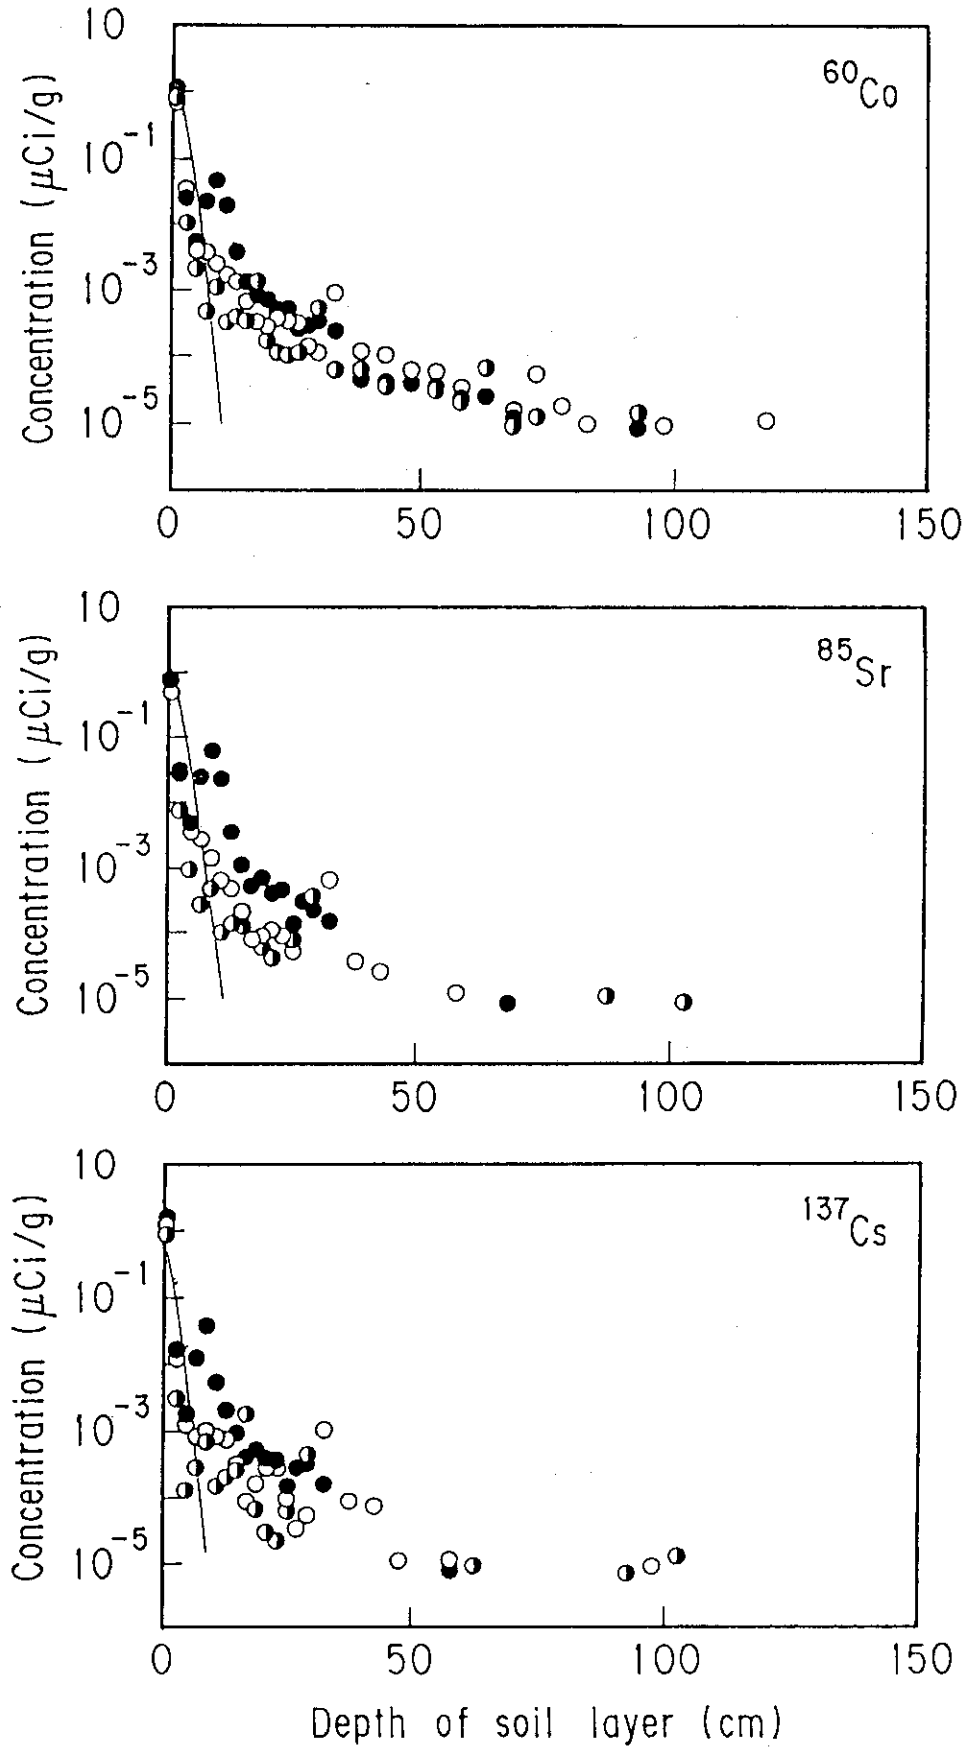 10
⁶⁰Co
10⁻¹
10⁻³
10⁻⁵
Concentration (μCi/g)
0 50 100 150
10
⁸⁵Sr
10⁻¹
10⁻³
10⁻⁵
Concentration (μCi/g)
0 50 100 150
10
¹³⁷Cs
10⁻¹
10⁻³
10⁻⁵
Concentration (μCi/g)
0 50 100 150
Depth of soil layer (cm)